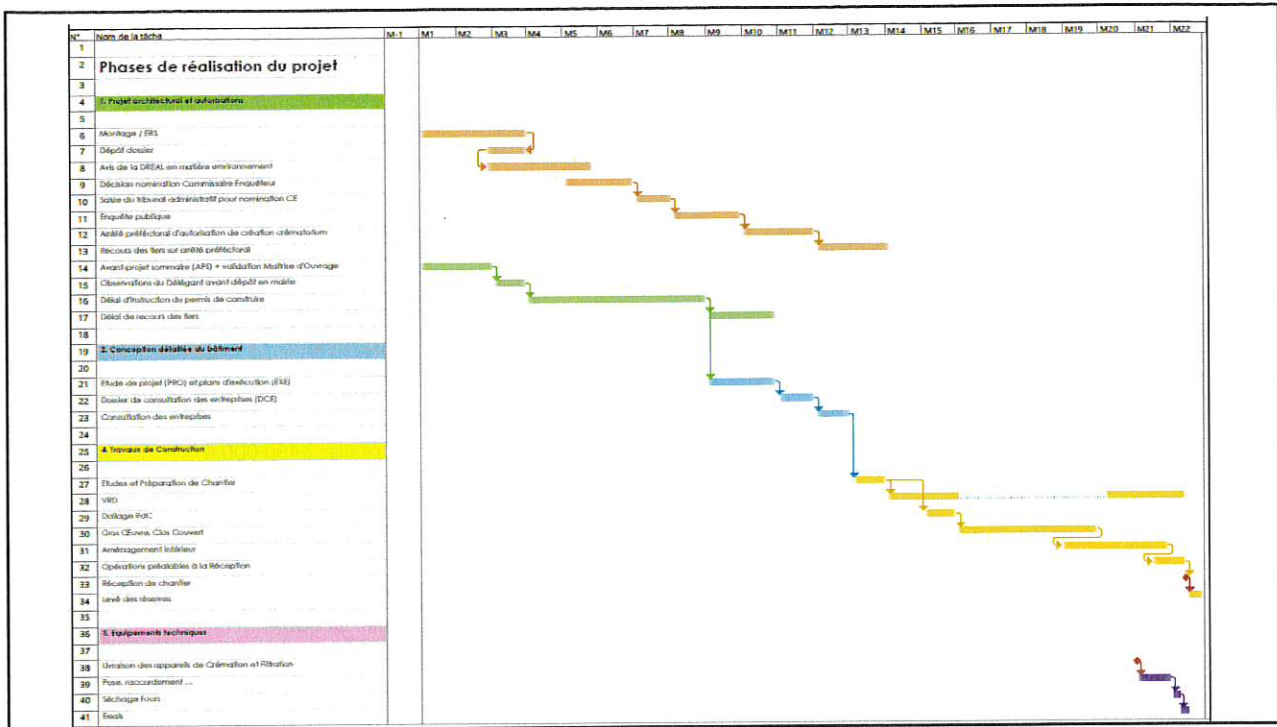 N° Nom de la tâche M-1 M1 M2 M3 M4 M5 M6 M7 M8 M9 M10 M11 M12 M13 M14 M15 M16 M17 M18 M19 M20 M21 M22
1
2 Phases de réalisation du projet
3
4 1. Projet architectural et autorisations
5
6 Montage / ERS
7 Dépôt dossier
8 Avis de la DREAL en matière environnement
9 Décision nomination Commissaire Enquêteur
10 Saisie du tribunal administratif pour nomination CE
11 Enquête publique
12 Arrêté préféctoral d'autorisation de création crématorium
13 Recours des tiers sur arrêté préféctoral
14 Avant-projet sommaire (APS) + validation Maîtrise d'Ouvrage
15 Observations du Délégant avant dépôt en mairie
16 Délai d'instruction du permis de construire
17 Délai de recours des tiers
18
19 2. Conception détaillée du bâtiment
20
21 Etude de projet (PRO) et plans d'exécution (EXE)
22 Dossier de consultation des entreprises (DCE)
23 Consultation des entreprises
24
25 4. Travaux de Construction
26
27 Etudes et Préparation de Chantier
28 VRD
29 Dallage RdC
30 Gros Œuvre, Clos Couvert
31 Aménagement intérieur
32 Opérations préalables à la Réception
33 Réception de chantier
34 Levé des réserves
35
36 5. Equipements techniques
37
38 Livraison des appareils de Crémation et Filtration
39 Pose, raccordement ...
40 Séchage Fours
41 Essais